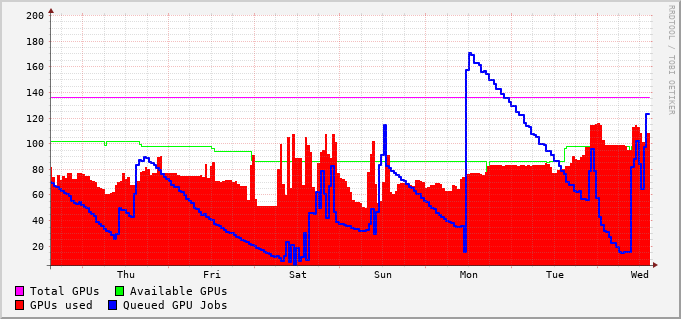 200
180
160
140
120
100
80
60
40
20
Thu Fri Sat Sun Mon Tue Wed
Total GPUs Available GPUs
GPUs used Queued GPU Jobs
RRDTOOL / TOBI OETIKER